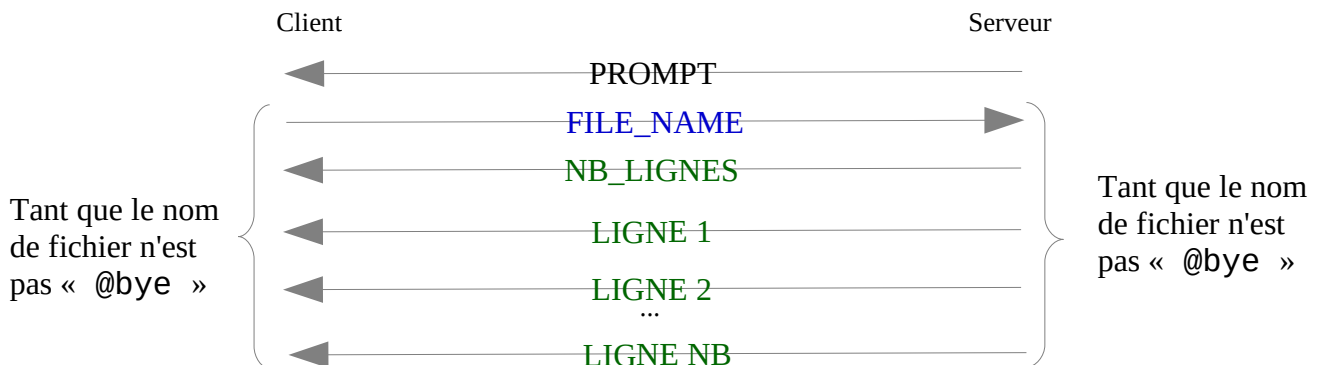 Client Serveur
PROMPT
FILE_NAME
NB_LIGNES
Tant que le nom
de fichier n'est
pas « @bye »
LIGNE 1
LIGNE 2
...
LIGNE NB
Tant que le nom
de fichier n'est
pas « @bye »